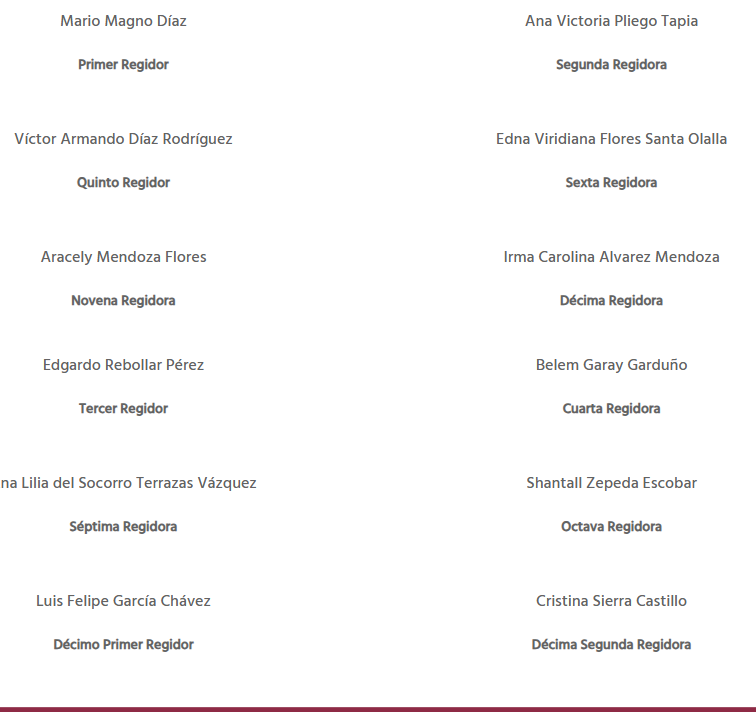 Mario Magno Díaz
Ana Victoria Pliego Tapia
Primer Regidor
Segunda Regidora
Víctor Armando Díaz Rodríguez
Edna Viridiana Flores Santa Olalla
Quinto Regidor
Sexta Regidora
Aracely Mendoza Flores
Irma Carolina Alvarez Mendoza
Novena Regidora
Décima Regidora
Edgardo Rebollar Pérez
Belem Garay Garduño
Tercer Regidor
Cuarta Regidora
na Lilia del Socorro Terrazas Vázquez
Shantall Zepeda Escobar
Séptima Regidora
Octava Regidora
Luis Felipe García Chávez
Cristina Sierra Castillo
Décimo Primer Regidor
Décima Segunda Regidora